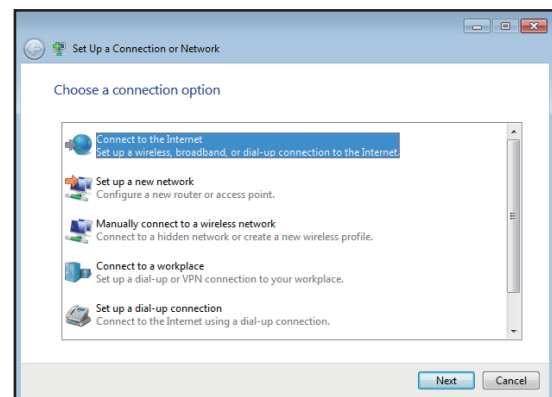 Set Up a Connection or Network
Choose a connection option
Connect to the Internet
Set up a wireless, broadband, or dial-up connection to the Internet.
Set up a new network
Configure a new router or access point.
Manually connect to a wireless network
Connect to a hidden network or create a new wireless profile.
Connect to a workplace
Set up a dial-up or VPN connection to your workplace.
Set up a dial-up connection
Connect to the Internet using a dial-up connection.
Next Cancel